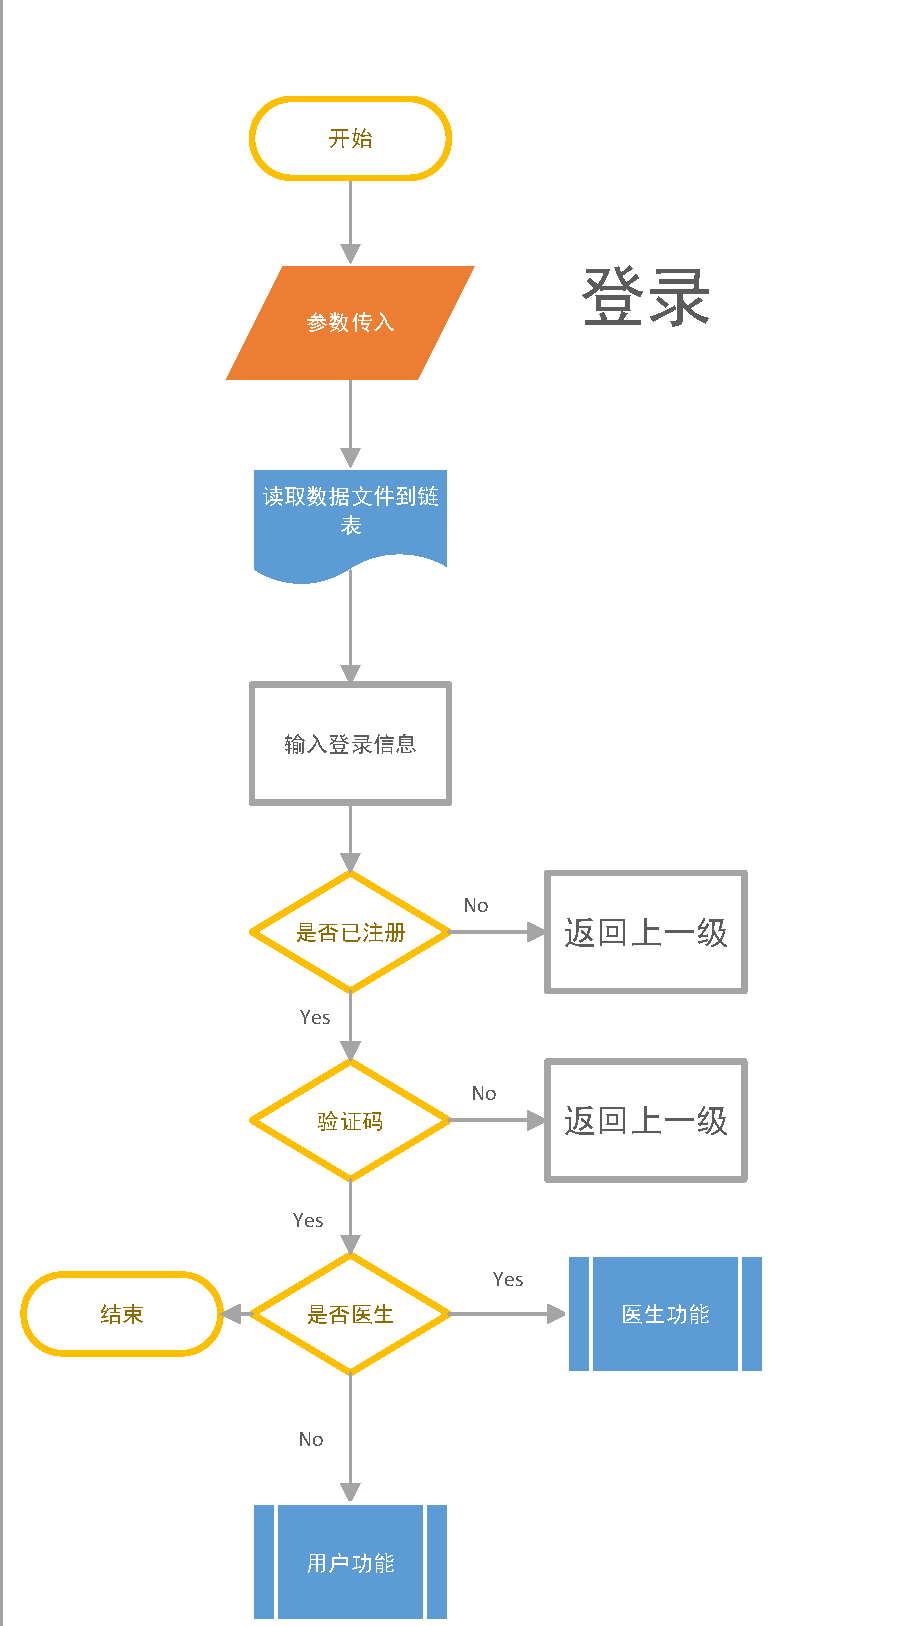 开始
登录
参数传入
读取数据文件到链
表
输入登录信息
No
是否已注册
返回上一级
Yes
No
验证码
返回上一级
Yes
Yes
结束
是否医生
医生功能
No
用户功能